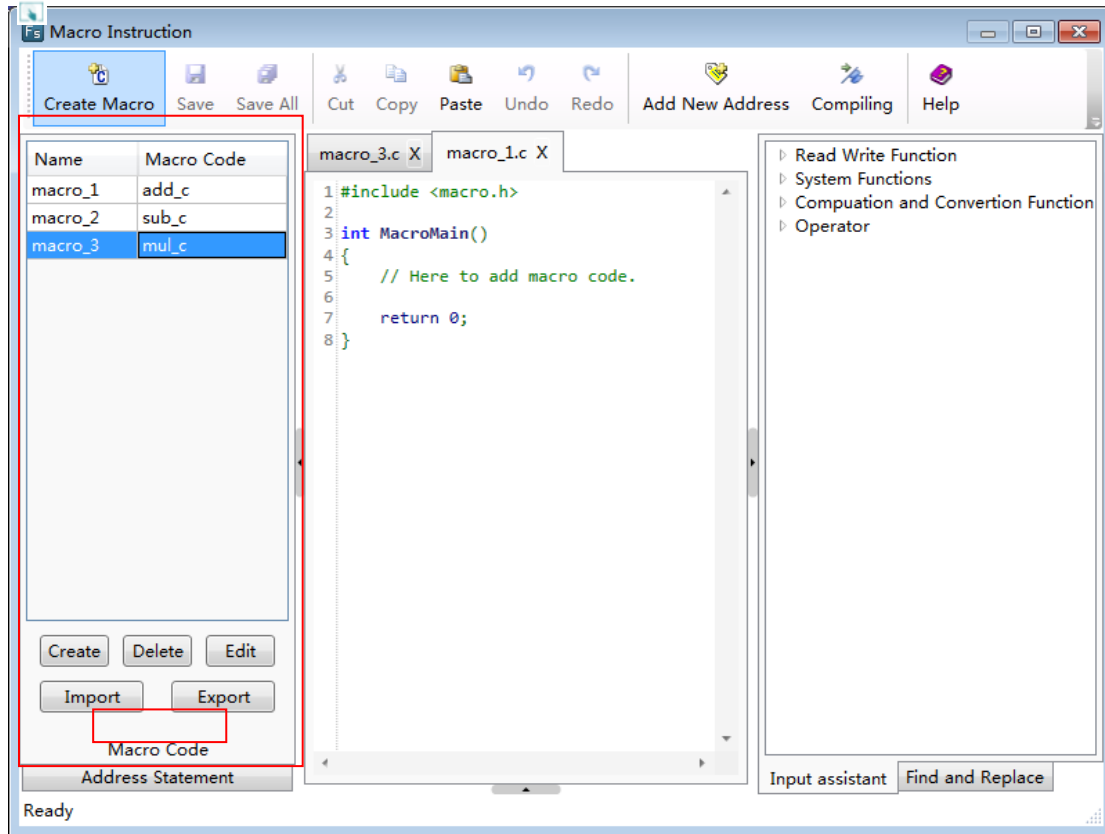 Fs Macro Instruction
Create Macro Save Save All Cut Copy Paste Undo Redo Add New Address Compiling Help
Name Macro Code
macro_1 add_c
macro_2 sub_c
macro_3 mul_c
Create Delete Edit
Import Export
Macro Code
Address Statement
macro_3.c X macro_1.c X
1 #include <macro.h>
2
3 int MacroMain()
4 {
5 // Here to add macro code.
6
7 return 0;
8 }
Read Write Function
System Functions
Compuation and Convertion Function
Operator
Input assistant Find and Replace
Ready